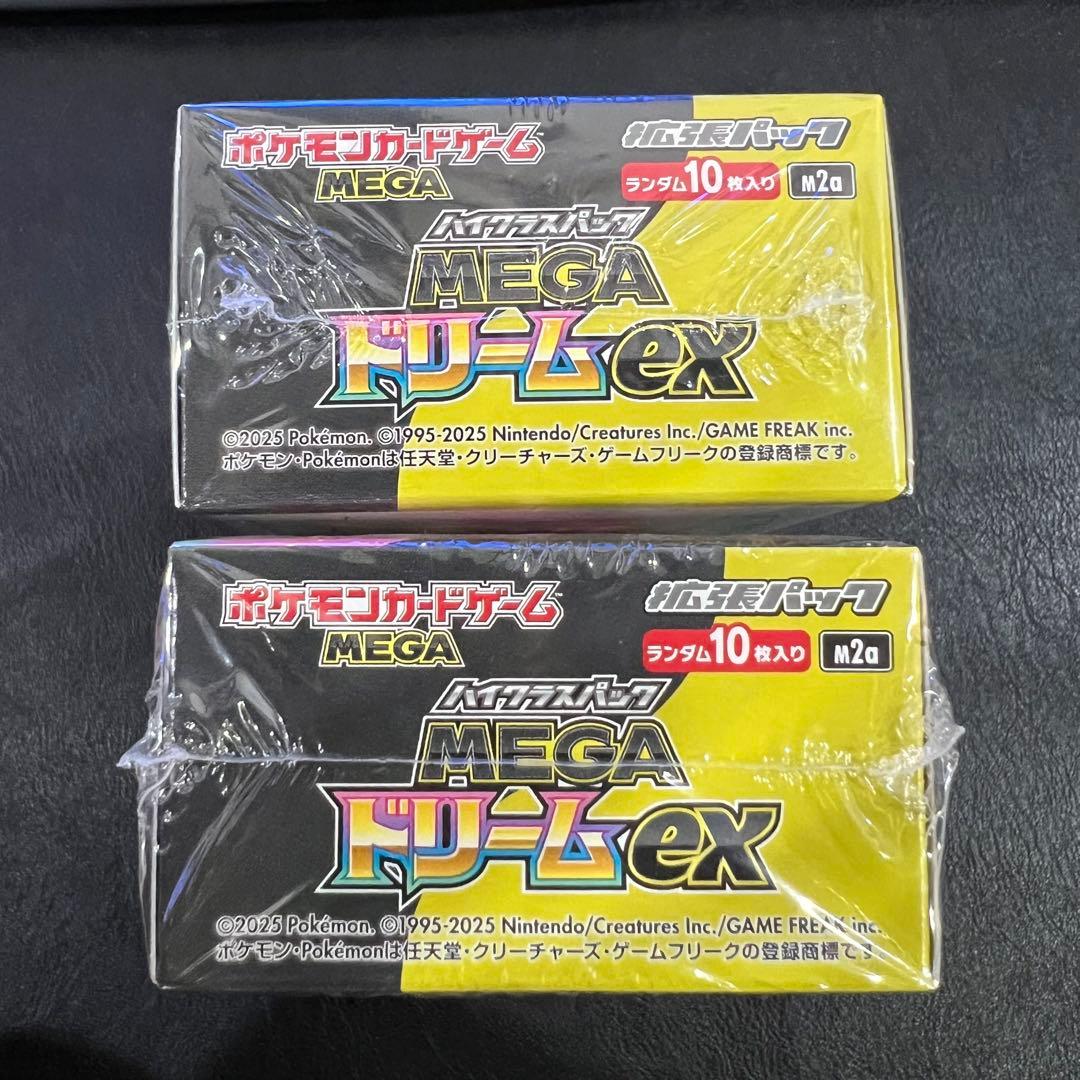 ポケモンカードゲーム
MEGA
拡張パック
ランダム10枚入り M2a
ハイクラスパック
MEGA
ドリームex
©2025 Pokémon. ©1995-2025 Nintendo/Creatures Inc./GAME FREAK inc.
ポケモン・Pokémonは任天堂・クリーチャーズ・ゲームフリークの登録商標です。
ポケモンカードゲーム
MEGA
拡張パック
ランダム10枚入り M2a
ハイクラスパック
MEGA
ドリームex
©2025 Pokémon. ©1995-2025 Nintendo/Creatures Inc./GAME FREAK inc.
ポケモン・Pokémonは任天堂・クリーチャーズ・ゲームフリークの登録商標です。